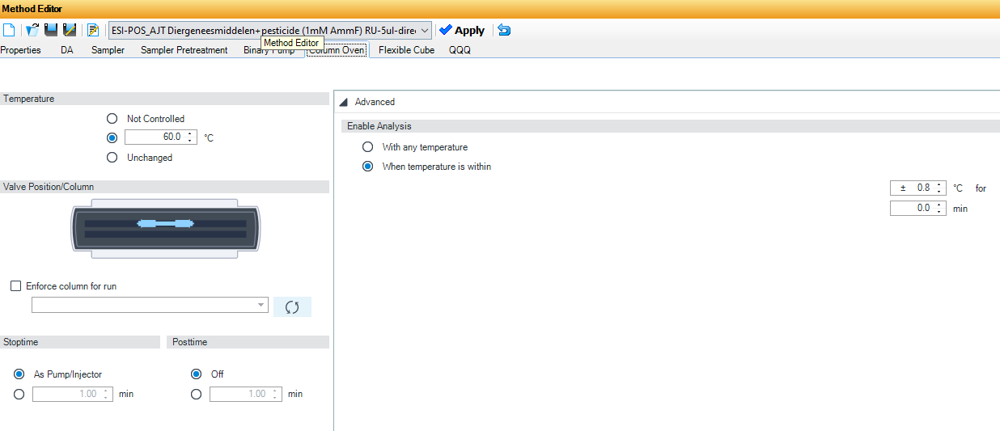 Method Editor
ESI-POS_AJT Diergeneesmiddelen+pesticide (1mM AmmF) RU-5ul-direc Apply
Method Editor
Properties DA Sampler Sampler Pretreatment Binary Pump Column Oven Flexible Cube QQQ
Temperature
Not Controlled
60.0 °C
Unchanged
Valve Position/Column
Enforce column for run
Stoptime Posttime
As Pump/Injector Off
1.00 min 1.00 min
Advanced
Enable Analysis
With any temperature
When temperature is within
± 0.8 °C for
0.0 min